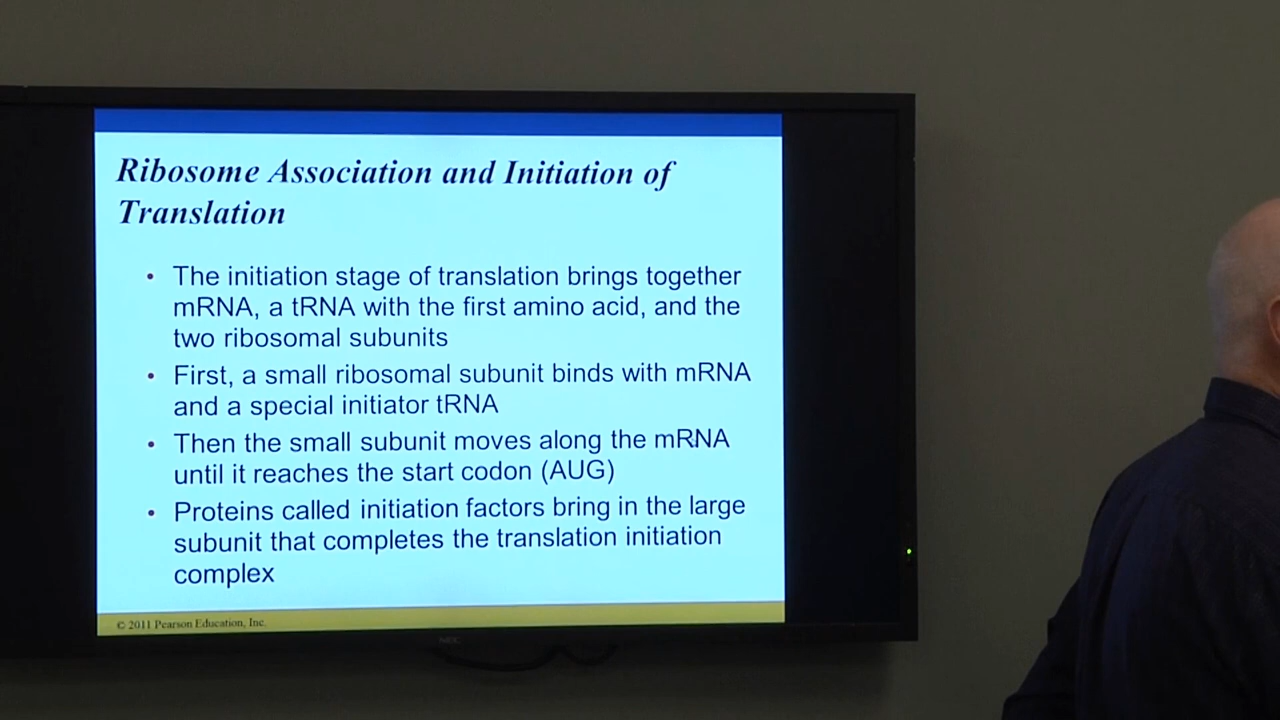 Ribosome Association and Initiation of
Translation
• The initiation stage of translation brings together
mRNA, a tRNA with the first amino acid, and the
two ribosomal subunits
• First, a small ribosomal subunit binds with mRNA
and a special initiator tRNA
• Then the small subunit moves along the mRNA
until it reaches the start codon (AUG)
• Proteins called initiation factors bring in the large
subunit that completes the translation initiation
complex
© 2011 Pearson Education, Inc.
NEC